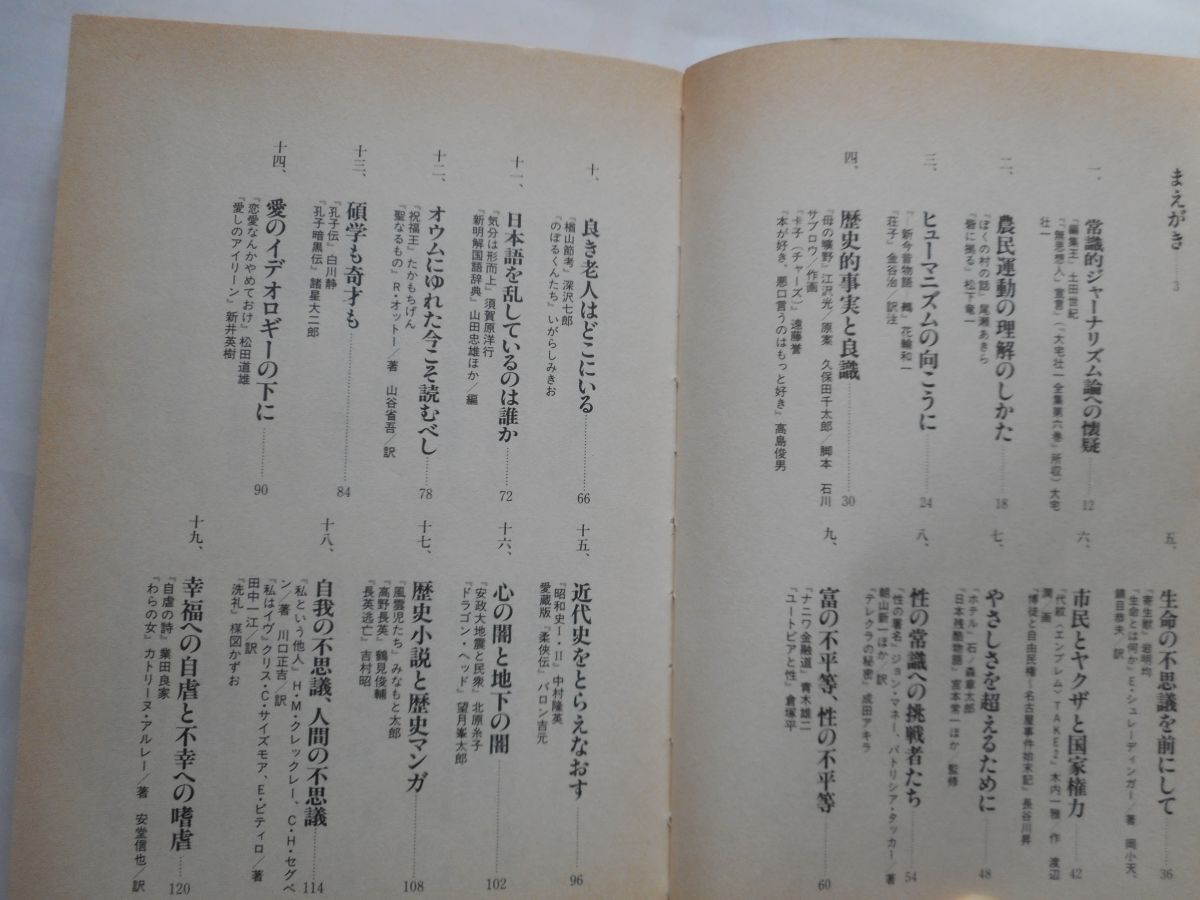 まえがき 3
一、 常識的ジャーナリズム論への懐疑 12
『編集王』土田世紀
『「無思想人」宣言』(『大宅壮一全集第六巻』所収)大宅
壮一
二、 農民運動の理解のしかた 18
『ぼくの村の話』尾瀬あきら
『砦に拠る』松下竜一
三、 ヒューマニズムの向こうに 24
『新今昔物語 鵺』花輪和一
『荘子』金谷治/訳注
四、 歴史的事実と良識 30
『母の曠野』江沢光/原案 久保田千太郎/脚本 石川
サブロウ/作画
『卡子(チャーズ)』遠藤誉
『本が好き、悪口言うのはもっと好き』高島俊男
五、 生命の不思議を前にして 36
『寄生獣』岩明均
『生命とは何か』E・シュレーディンガー/著 岡小天、
鎮目恭夫/訳
六、 市民とヤクザと国家権力 42
『代紋〈エンブレム〉TAKE2』木内一雅/作 渡辺
潤/画
『博徒と自由民権―名古屋事件始末記』長谷川昇
七、 やさしさを超えるために 48
『ホテル』石ノ森章太郎
『日本残酷物語』宮本常一ほか/監修
八、 性の常識への挑戦者たち 54
『性の署名』ジョン・マネー、パトリシア・タッカー/著
朝山新一ほか/訳
『テレクラの秘密』成田アキラ
九、 富の不平等、性の不平等 60
『ナニワ金融道』青木雄二
『ユートピアと性』倉塚平
十、 良き老人はどこにいる 66
『楢山節考』深沢七郎
『のぼるくんたち』いがらしみきお
十一、 日本語を乱しているのは誰か 72
『気分は形而上』須賀原洋行
『新明解国語辞典』山田忠雄ほか/編
十二、 オウムにゆれた今こそ読むべし 78
『祝福王』たかもちげん
『聖なるもの』R・オットー/著 山谷省吾/訳
十三、 碩学も奇才も 84
『孔子伝』白川静
『孔子暗黒伝』諸星大二郎
十四、 愛のイデオロギーの下に 90
『恋愛なんかやめておけ』松田道雄
『愛しのアイリーン』新井英樹
十五、 近代史をとらえなおす 96
『昭和史Ⅰ・Ⅱ』中村隆英
愛蔵版『柔侠伝』バロン吉元
十六、 心の闇と地下の闇 102
『安政大地震と民衆』北原糸子
『ドラゴン・ヘッド』望月峯太郎
十七、 歴史小説と歴史マンガ 108
『風雲児たち』みなもと太郎
『高野長英』鶴見俊輔
『長英逃亡』吉村昭
十八、 自我の不思議、人間の不思議 114
『私という他人』H・M・クレックレー、C・H・セグペ
ン/著 川口正吉/訳
『私はイヴ』クリス・C・サイズモア、E・ピティロ/著
田中一江/訳
『洗礼』楳図かずお
十九、 幸福への自虐と不幸への嗜虐 120
『自虐の詩』業田良家
『わらの女』カトリーヌ・アルレー/著 安堂信也/訳